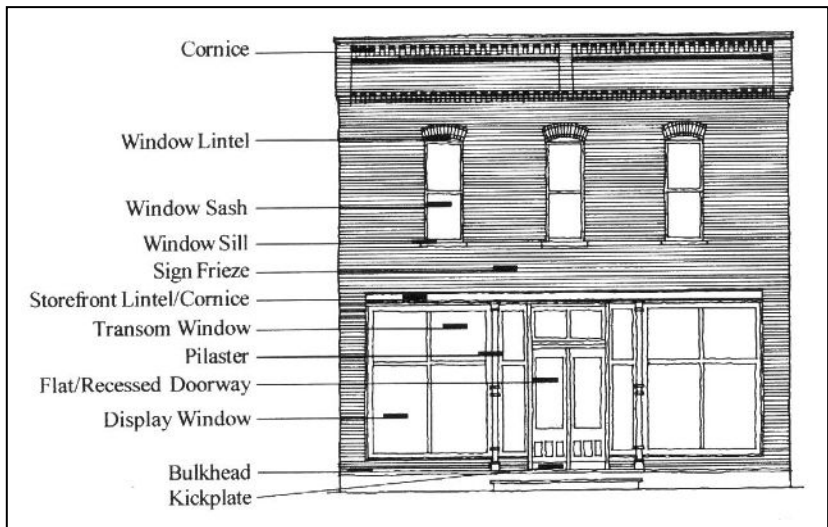 Cornice
Window Lintel
Window Sash
Window Sill
Sign Frieze
Storefront Lintel/Cornice
Transom Window
Pilaster
Flat/Recessed Doorway
Display Window
Bulkhead
Kickplate